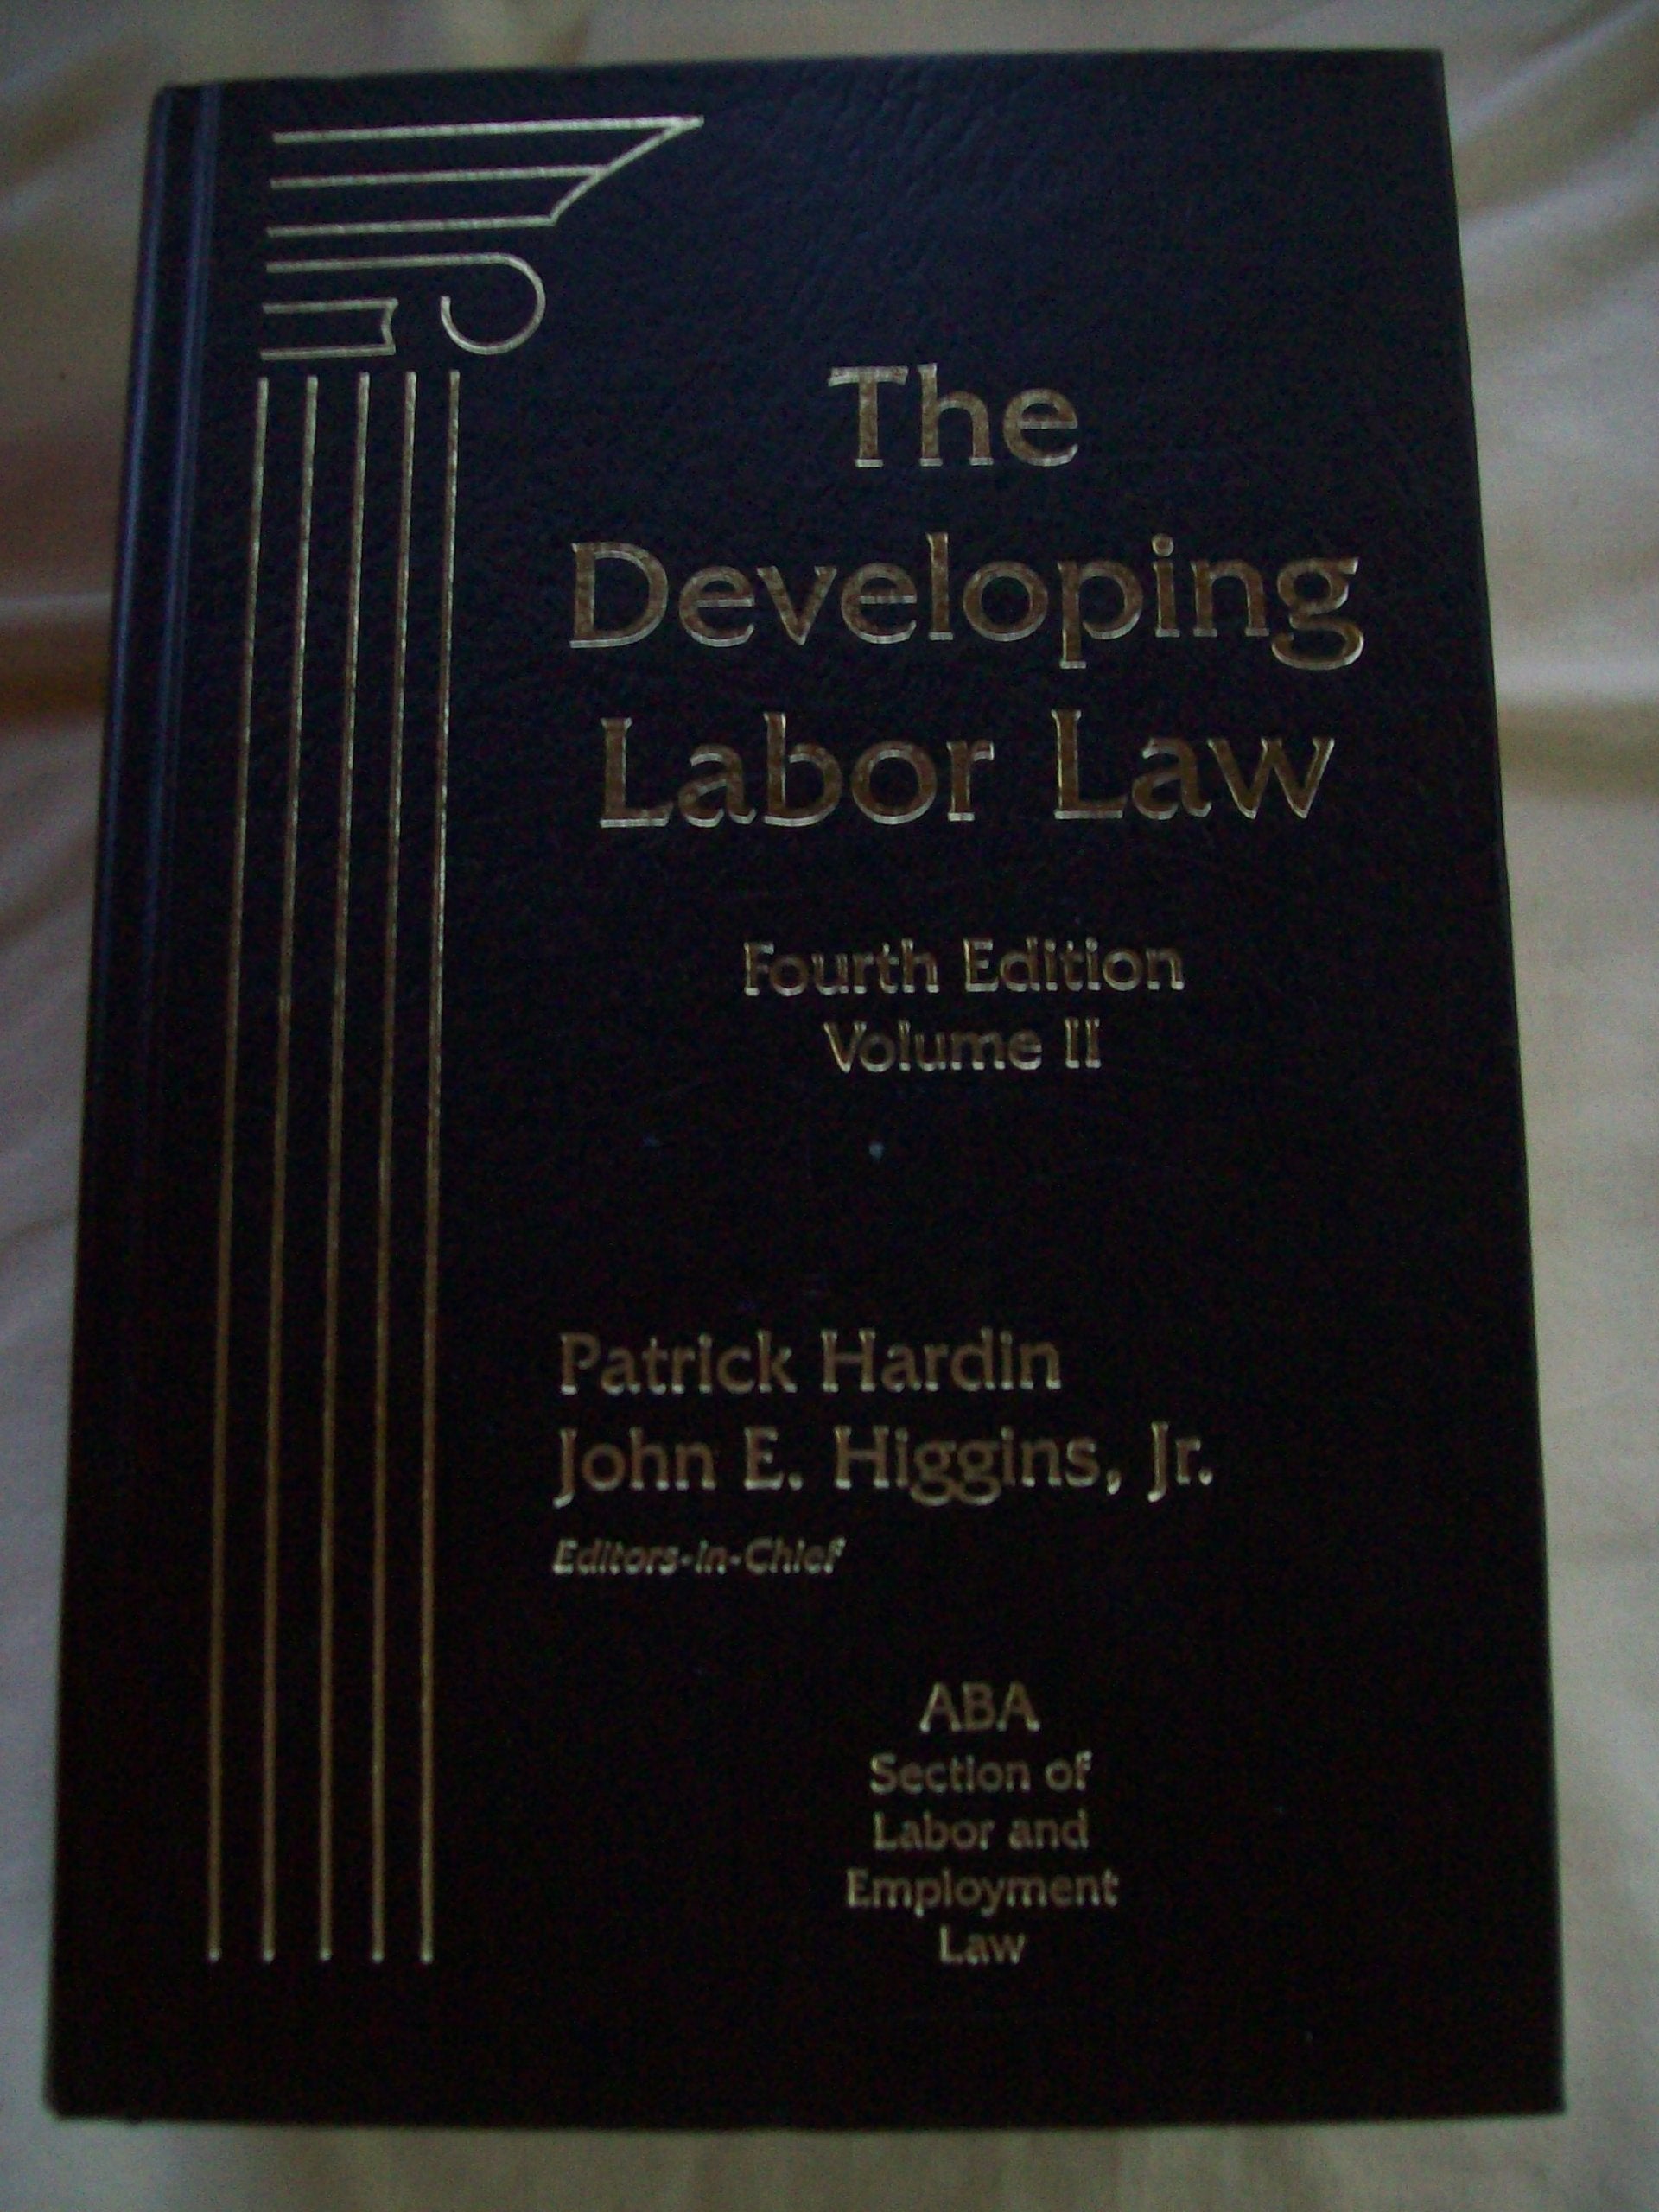 The
Developing
Labor Law
Fourth Edition
Volume II
Patrick Hardin
John E. Higgins, Jr.
Editors-in-Chief
ABA
Section of
Labor and
Employment
Law